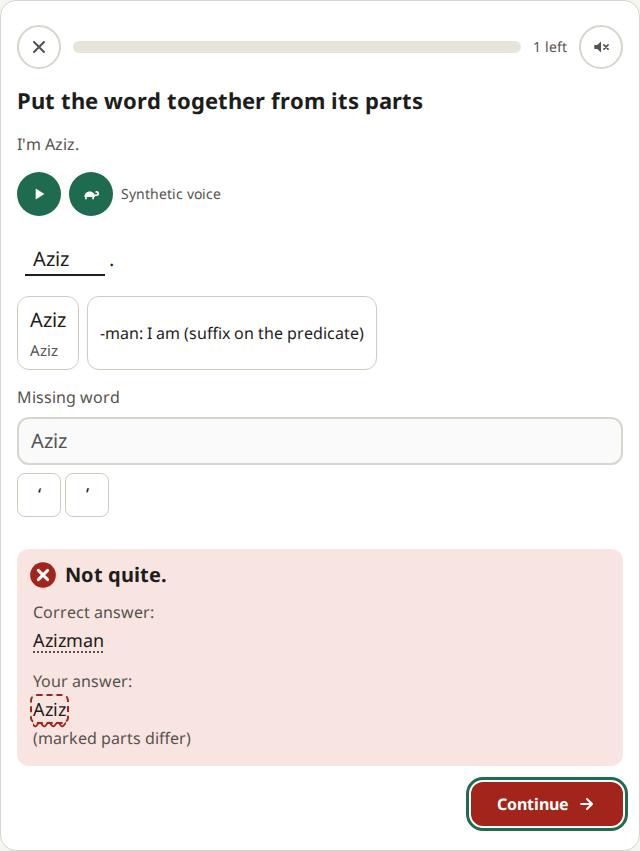 1 left
Put the word together from its parts
I'm Aziz.
Synthetic voice
Aziz .
Aziz
Aziz
-man: I am (suffix on the predicate)
Missing word
Aziz
ʻ ʼ
Not quite.
Correct answer:
Azizman
Your answer:
Aziz
(marked parts differ)
Continue →